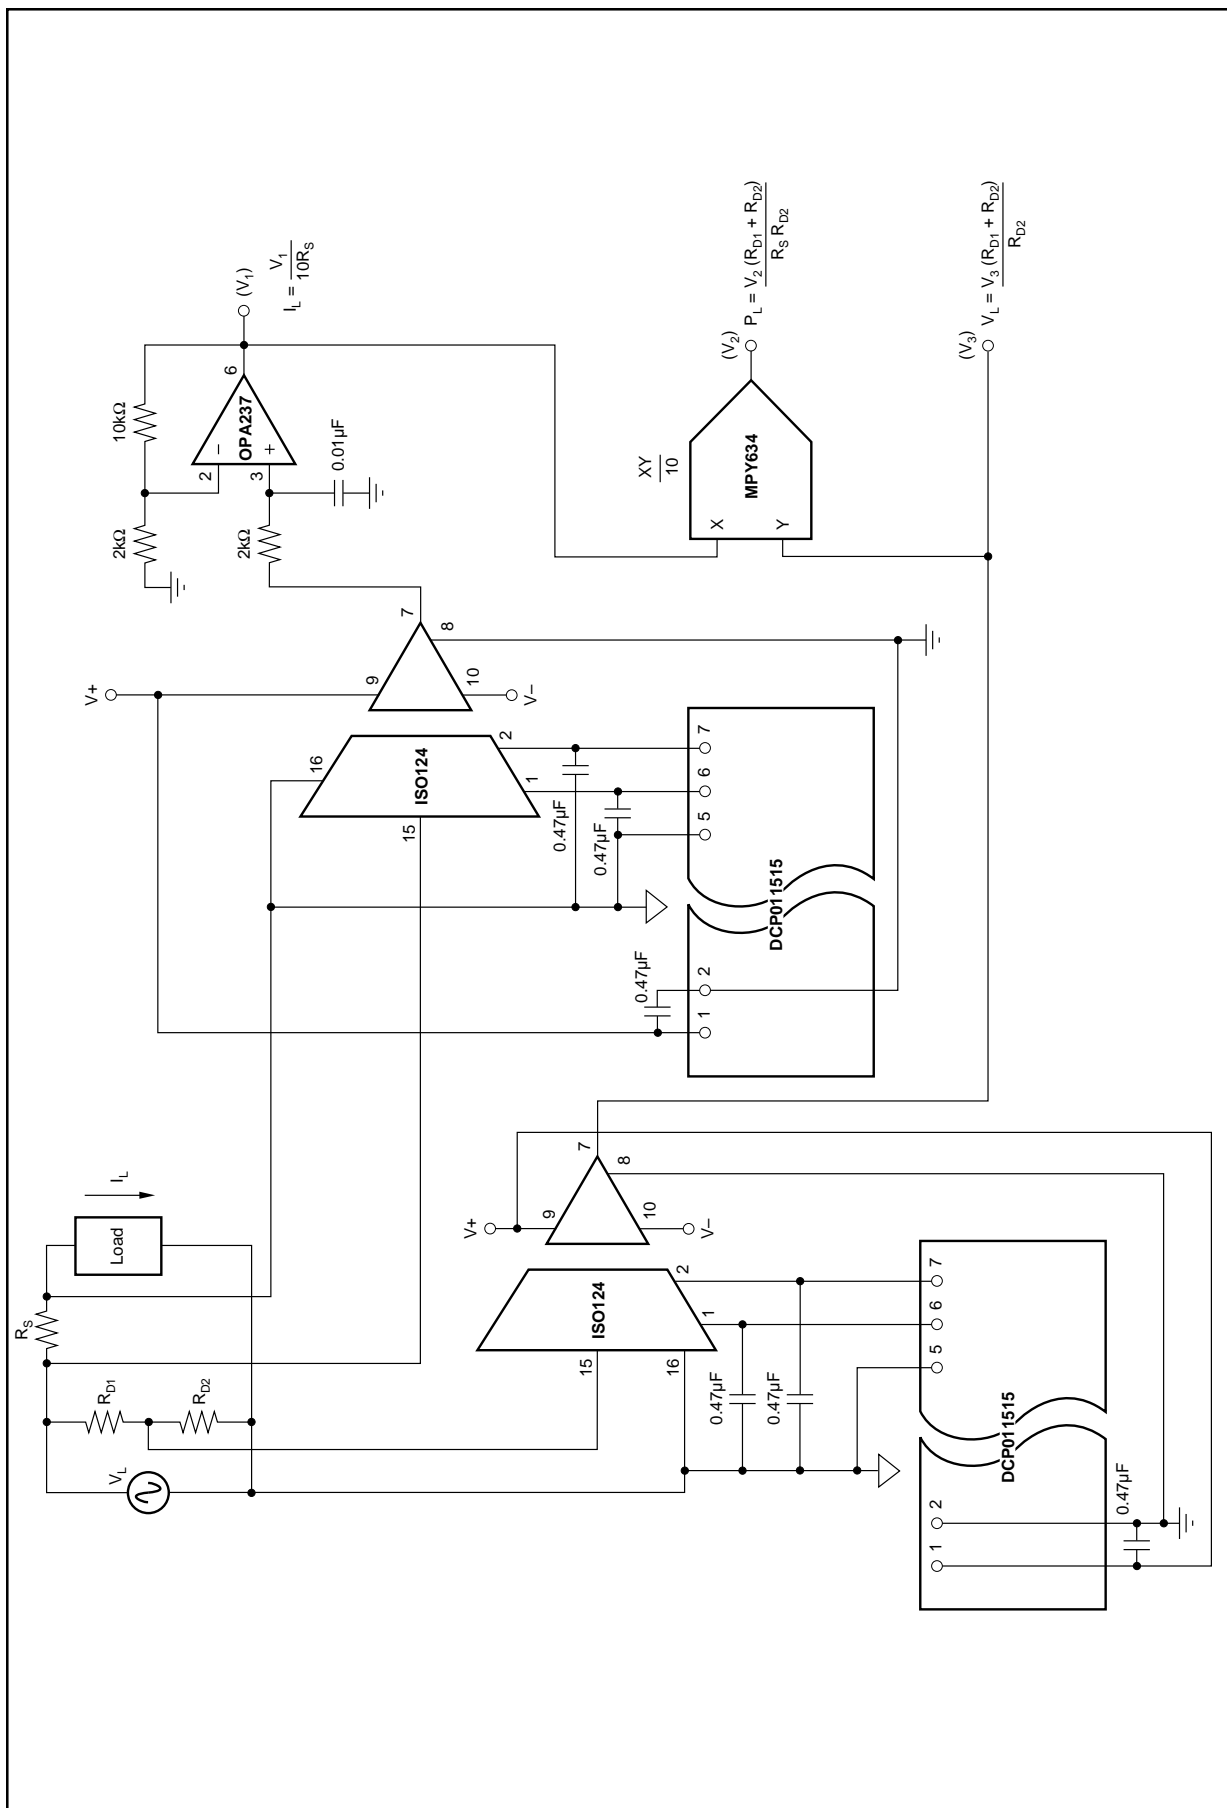 V_L
R_D1
R_D2
R_S
Load
I_L
V+
9
7
8
10
V–
15
16
ISO124
2
1
0.47µF
0.47µF
1
2
5
6
7
DCP011515
0.47µF
V+
9
7
8
10
V–
16
15
ISO124
2
1
0.47µF
0.47µF
0.47µF
1
2
5
6
7
DCP011515
2kΩ
10kΩ
2kΩ
2
3
–
+
OPA237
6
0.01µF
(V_1)
I_L = V_1 / 10R_S
XY
10
X
Y
MPY634
(V_2)
P_L = V_2 (R_D1 + R_D2) / R_S R_D2
(V_3)
V_L = V_3 (R_D1 + R_D2) / R_D2